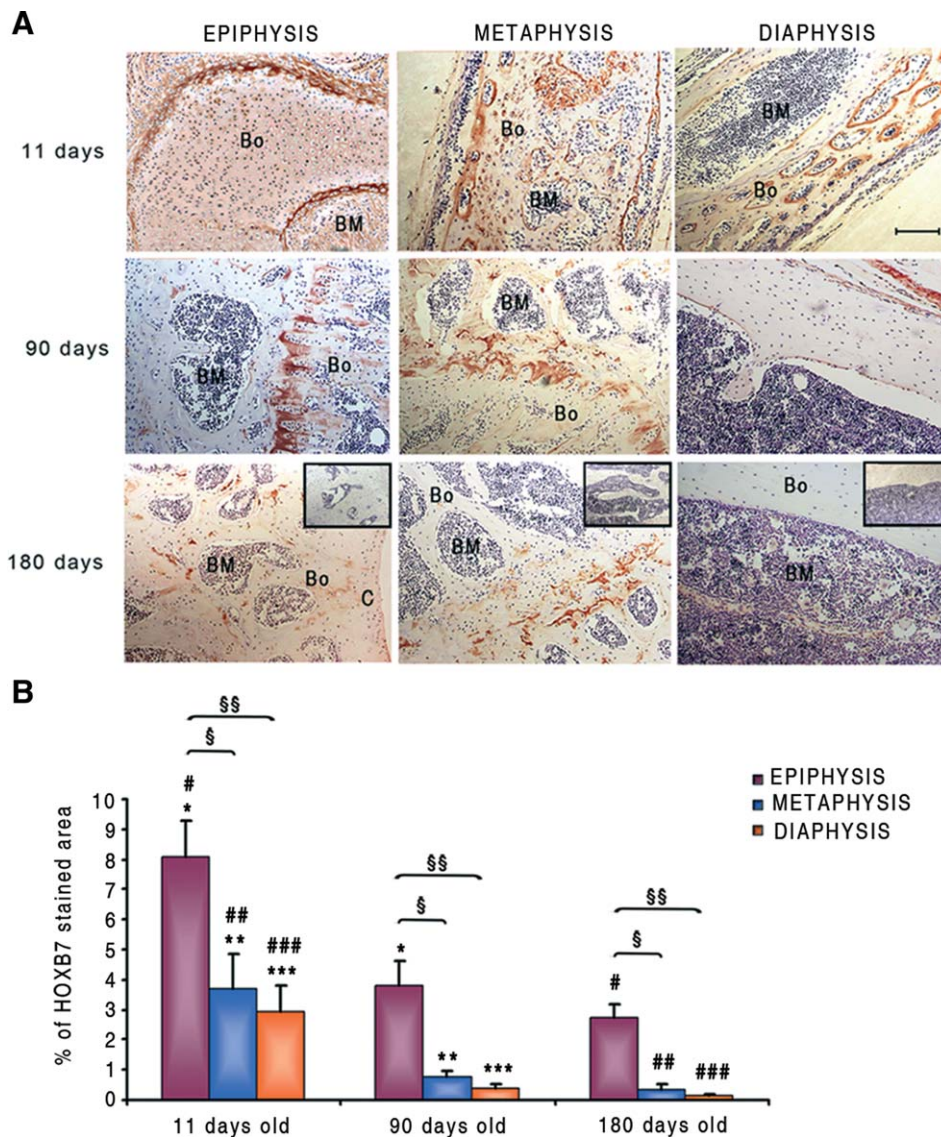 A
EPIPHYSIS METAPHYSIS DIAPHYSIS
11 days
Bo
BM
Bo
BM
BM
Bo
90 days
BM
Bo
BM
Bo
180 days
BM
Bo
C
Bo
BM
Bo
BM
B
§§
§
#
*
##
**
###
***
§§
§
*
**
***
§§
§
#
##
###
EPIPHYSIS
METAPHYSIS
DIAPHYSIS
% of HOXB7 stained area
10
9
8
7
6
5
4
3
2
1
0
11 days old 90 days old 180 days old